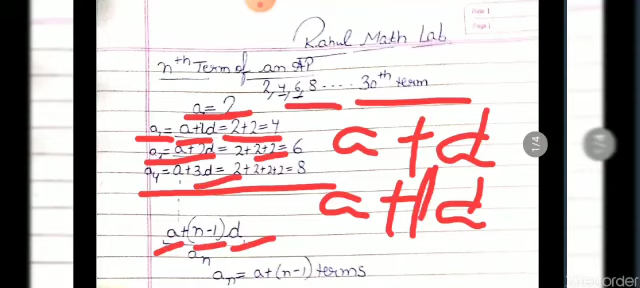 Rahul Math Lab
Page
nth Term of an AP
2, 4, 6, 8 ---- 30th term
a = 2
a2 = a+1d = 2+2=4
a3 = a+2d = 2+2+2 = 6
a4 = a+3d = 2+2+2+2 = 8
a + d
a+1d
a+(n-1)d
an
an = a+(n-1) terms
1/4
1/4
recorder